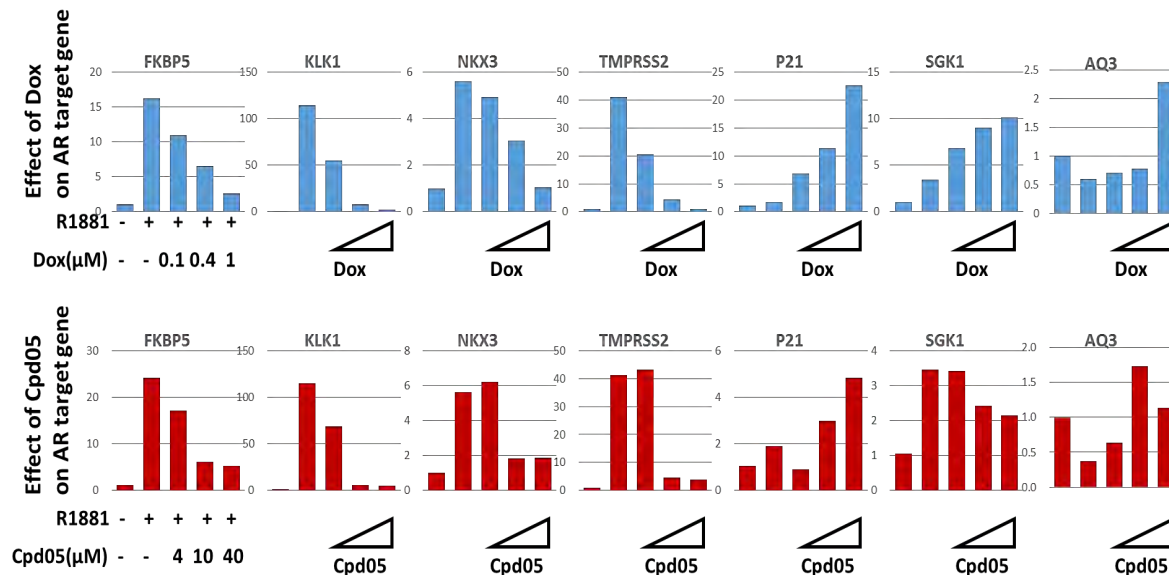 Effect of Dox
on AR target gene
FKBP5 KLK1 NKX3 TMPRSS2 P21 SGK1 AQ3
20 150 6 50 25 15 2.5
15 100 4 40 20 10 2.0
10 50 2 30 15 5 1.5
5 0 0 20 10 0 1.0
0 10 5 0.5
0 0 0.0
R1881 - + + + +
Dox(µM) - - 0.1 0.4 1
Dox Dox Dox Dox Dox Dox
Effect of Cpd05
on AR target gene
FKBP5 KLK1 NKX3 TMPRSS2 P21 SGK1 AQ3
30 150 8 50 6 4 2.0
20 100 6 40 4 3 1.5
10 50 4 30 2 2 1.0
0 0 2 20 0 1 0.5
0 10 0 0.0
0
R1881 - + + + +
Cpd05(µM) - - 4 10 40
Cpd05 Cpd05 Cpd05 Cpd05 Cpd05 Cpd05